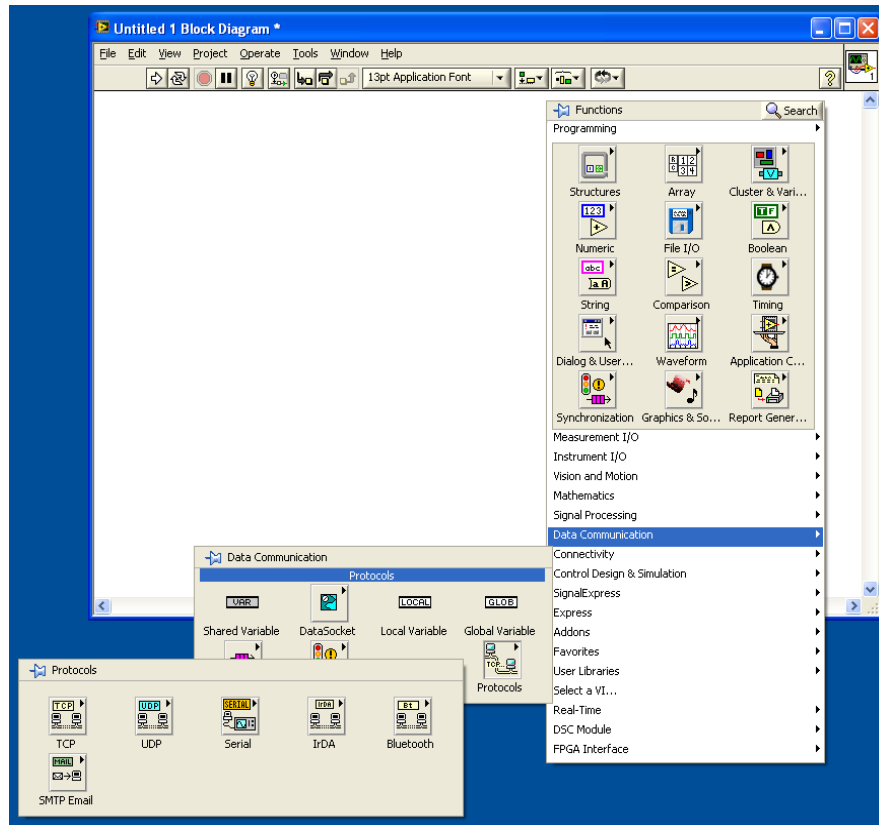 Untitled 1 Block Diagram *
File Edit View Project Operate Tools Window Help
13pt Application Font
?
1
Functions Search
Programming
Structures Array Cluster & Vari...
123
Numeric File I/O Boolean
abc
a A
String Comparison Timing
Dialog & User... Waveform Application C...
Synchronization Graphics & So... Report Gener...
Measurement I/O
Instrument I/O
Vision and Motion
Mathematics
Signal Processing
Data Communication
Connectivity
Control Design & Simulation
SignalExpress
Express
Addons
Favorites
User Libraries
Select a VI...
Real-Time
DSC Module
FPGA Interface
Data Communication
Protocols
VAR LOCAL GLOB
Shared Variable DataSocket Local Variable Global Variable
TCP
Protocols
Protocols
TCP UDP SERIAL IrDA Bt
TCP UDP Serial IrDA Bluetooth
MAIL
SMTP Email